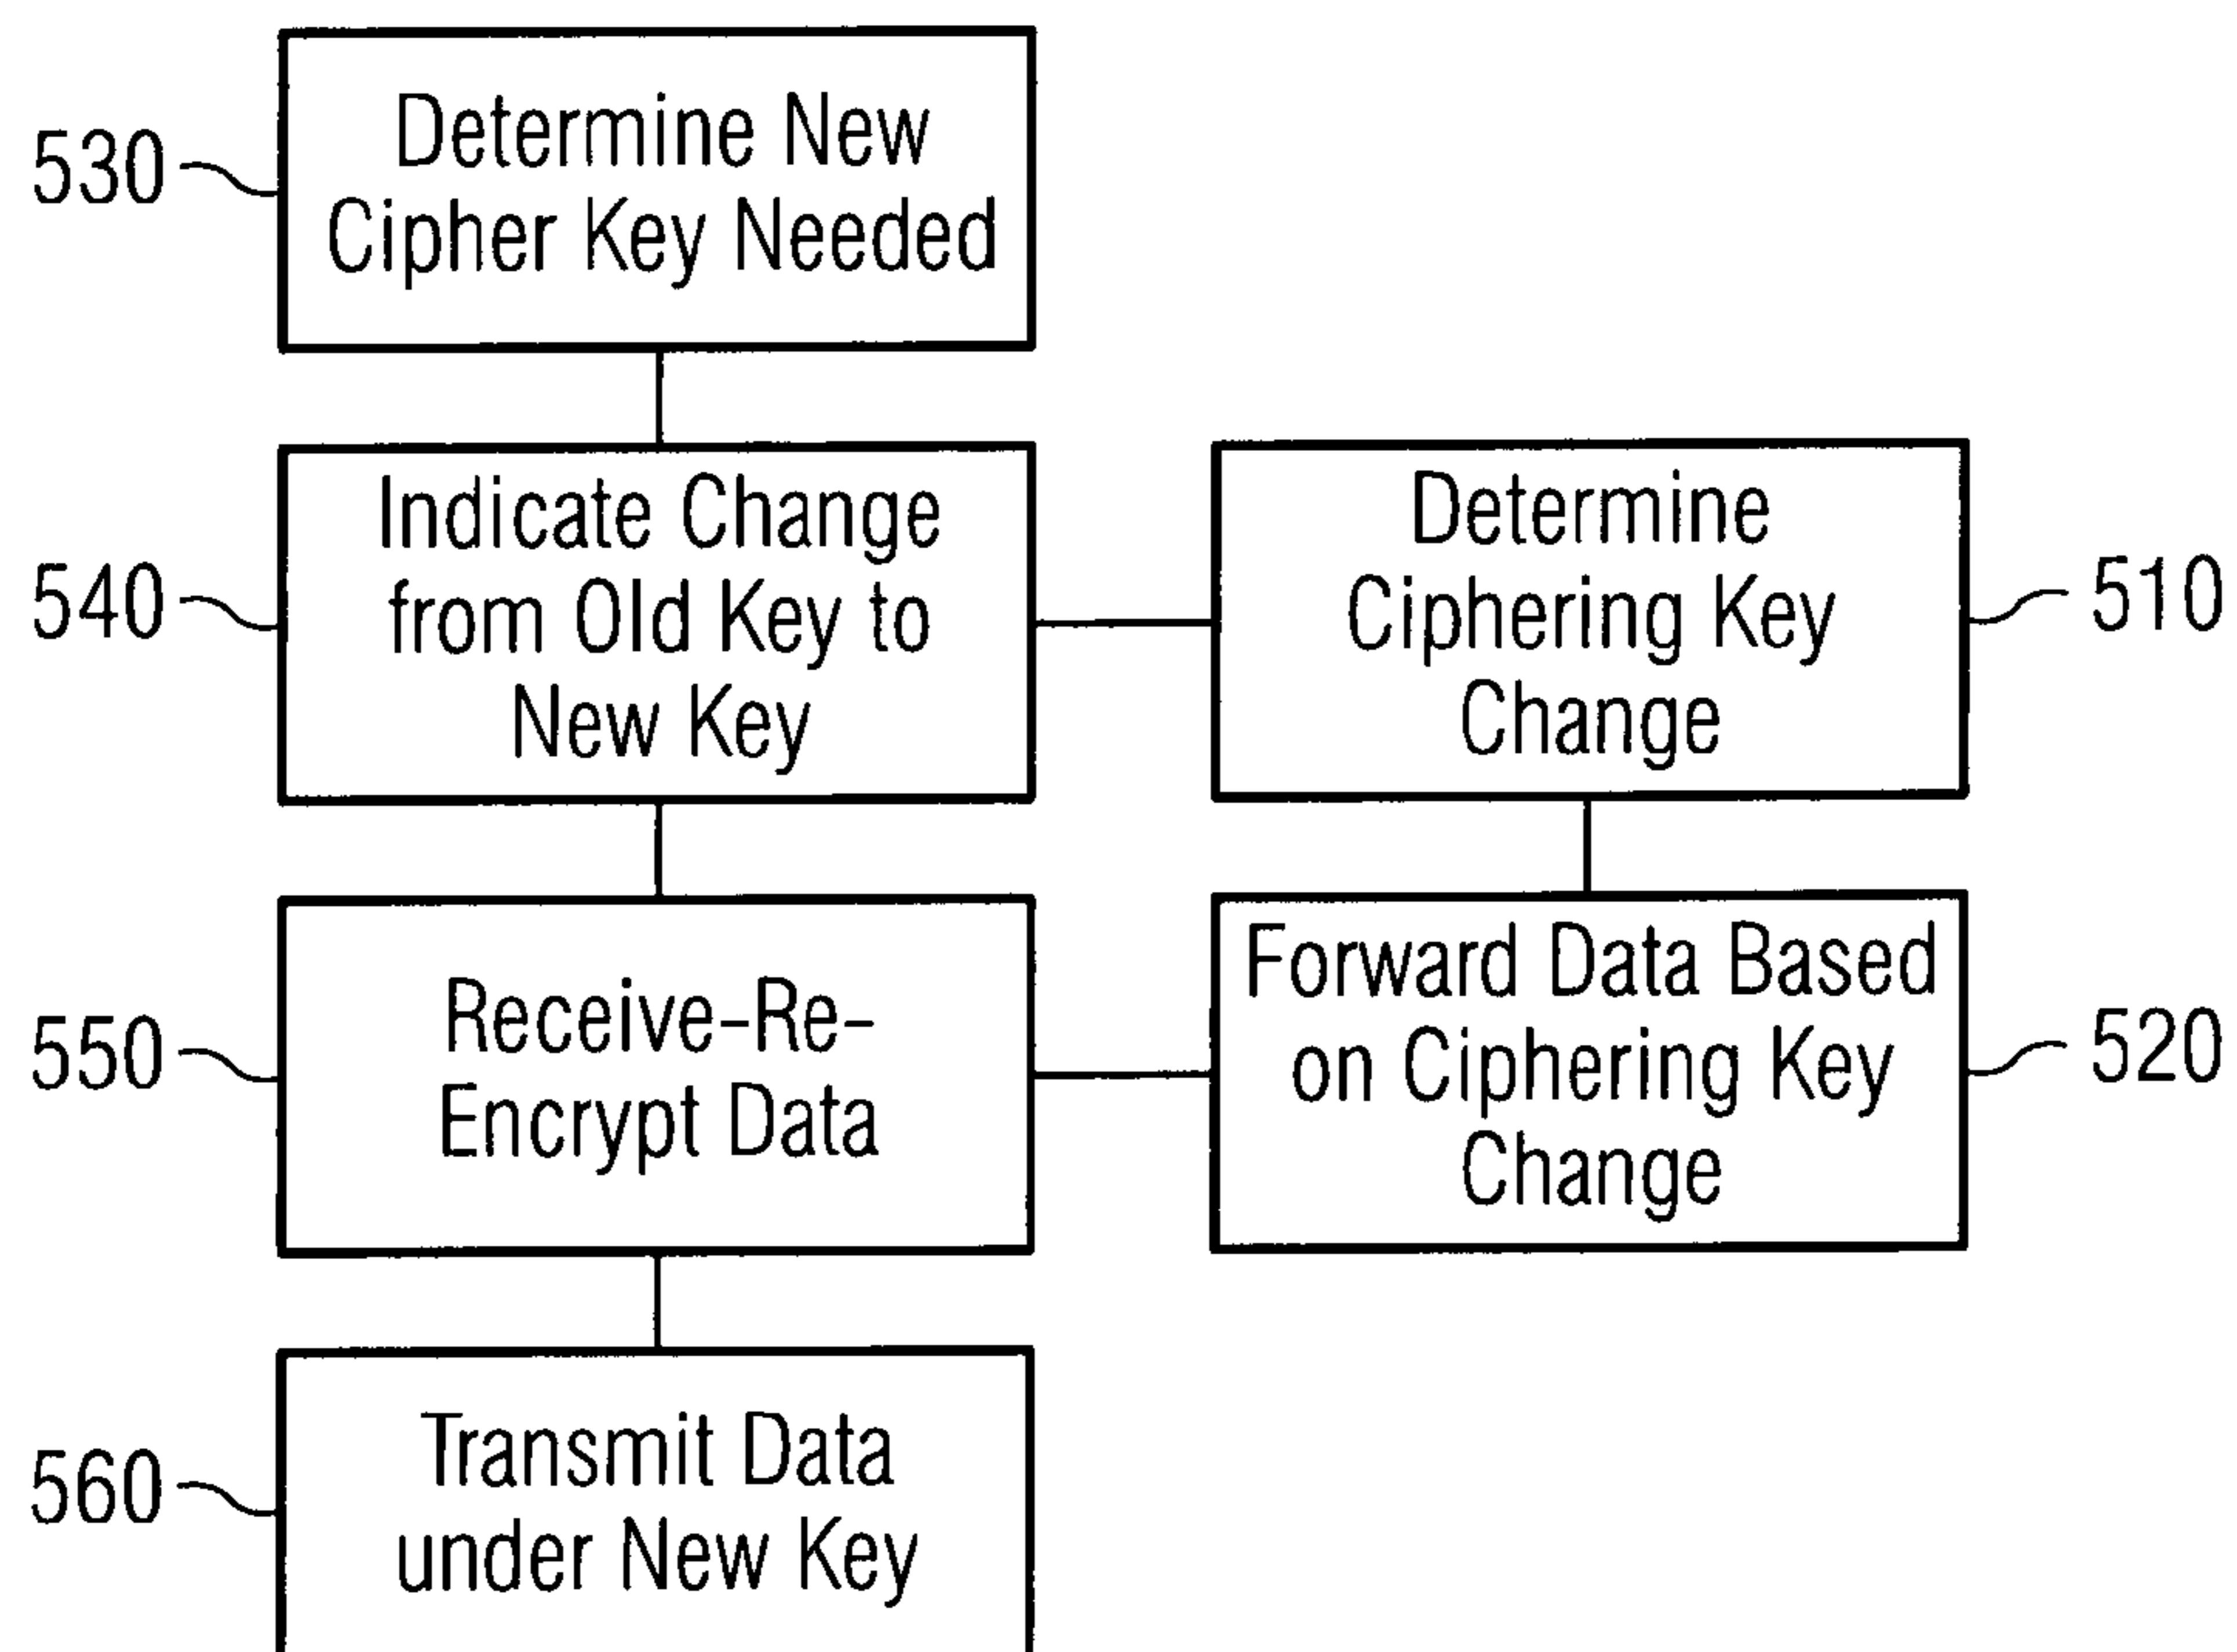 530
Determine New
Cipher Key Needed
540
Indicate Change
from Old Key to
New Key
Determine
Ciphering Key
Change
510
550
Receive-Re-
Encrypt Data
Forward Data Based
on Ciphering Key
Change
520
560
Transmit Data
under New Key